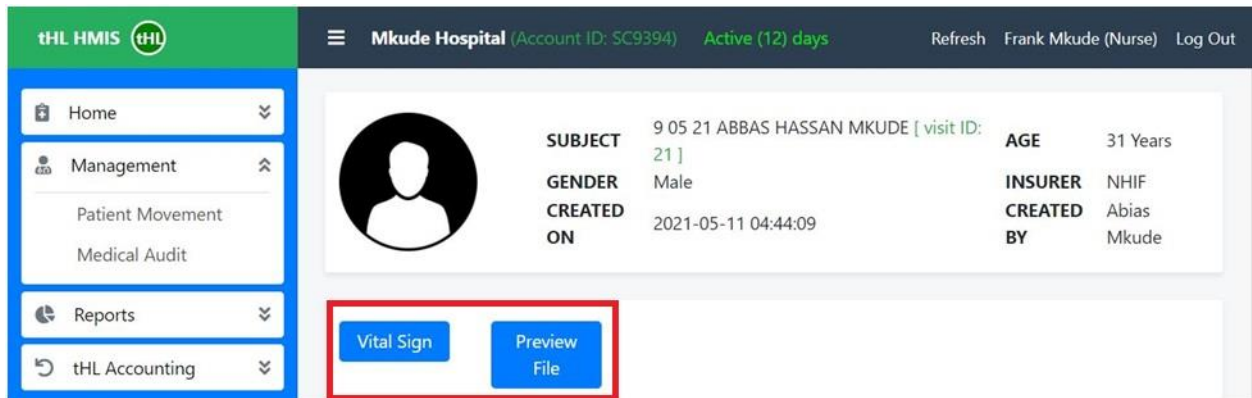 tHL HMIS tHL
Mkude Hospital (Account ID: SC9394) Active (12) days Refresh Frank Mkude (Nurse) Log Out
Home
Management
Patient Movement
Medical Audit
Reports
tHL Accounting
SUBJECT 9 05 21 ABBAS HASSAN MKUDE [ visit ID:
21 ]
GENDER Male
CREATED
ON 2021-05-11 04:44:09
AGE 31 Years
INSURER NHIF
CREATED Abias
BY Mkude
Vital Sign
Preview
File